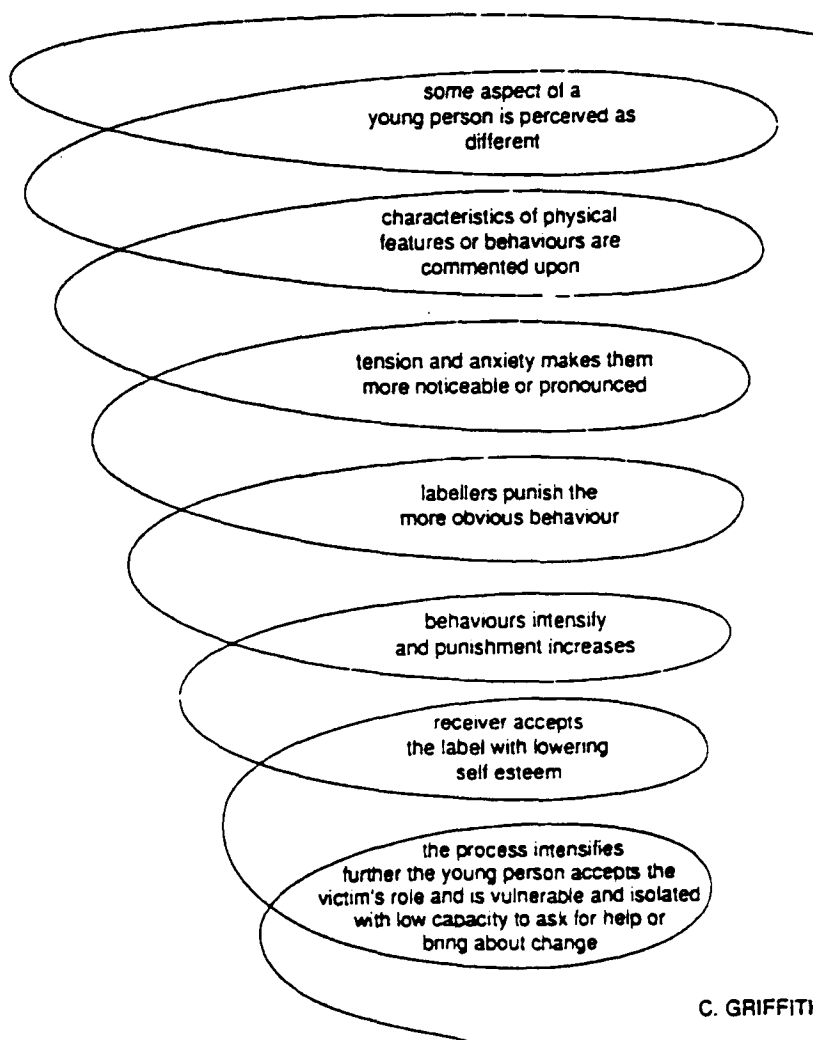 some aspect of a
young person is perceived as
different
characteristics of physical
features or behaviours are
commented upon
tension and anxiety makes them
more noticeable or pronounced
labellers punish the
more obvious behaviour
behaviours intensify
and punishment increases
receiver accepts
the label with lowering
self esteem
the process intensifies
further the young person accepts the
victim's role and is vulnerable and isolated
with low capacity to ask for help or
bring about change
C.